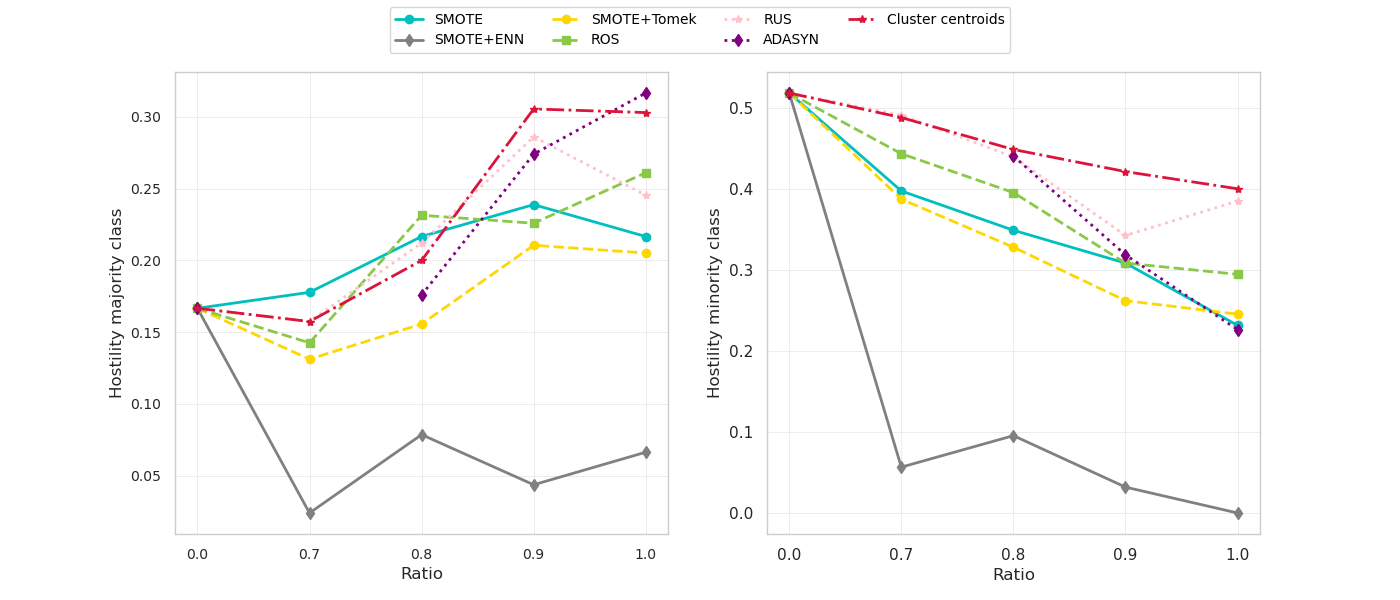 SMOTE SMOTE+Tomek RUS Cluster centroids
SMOTE+ENN ROS ADASYN
Hostility majority class
0.30
0.25
0.20
0.15
0.10
0.05
0.0 0.7 0.8 0.9 1.0
Ratio
Hostility minority class
0.5
0.4
0.3
0.2
0.1
0.0
0.0 0.7 0.8 0.9 1.0
Ratio